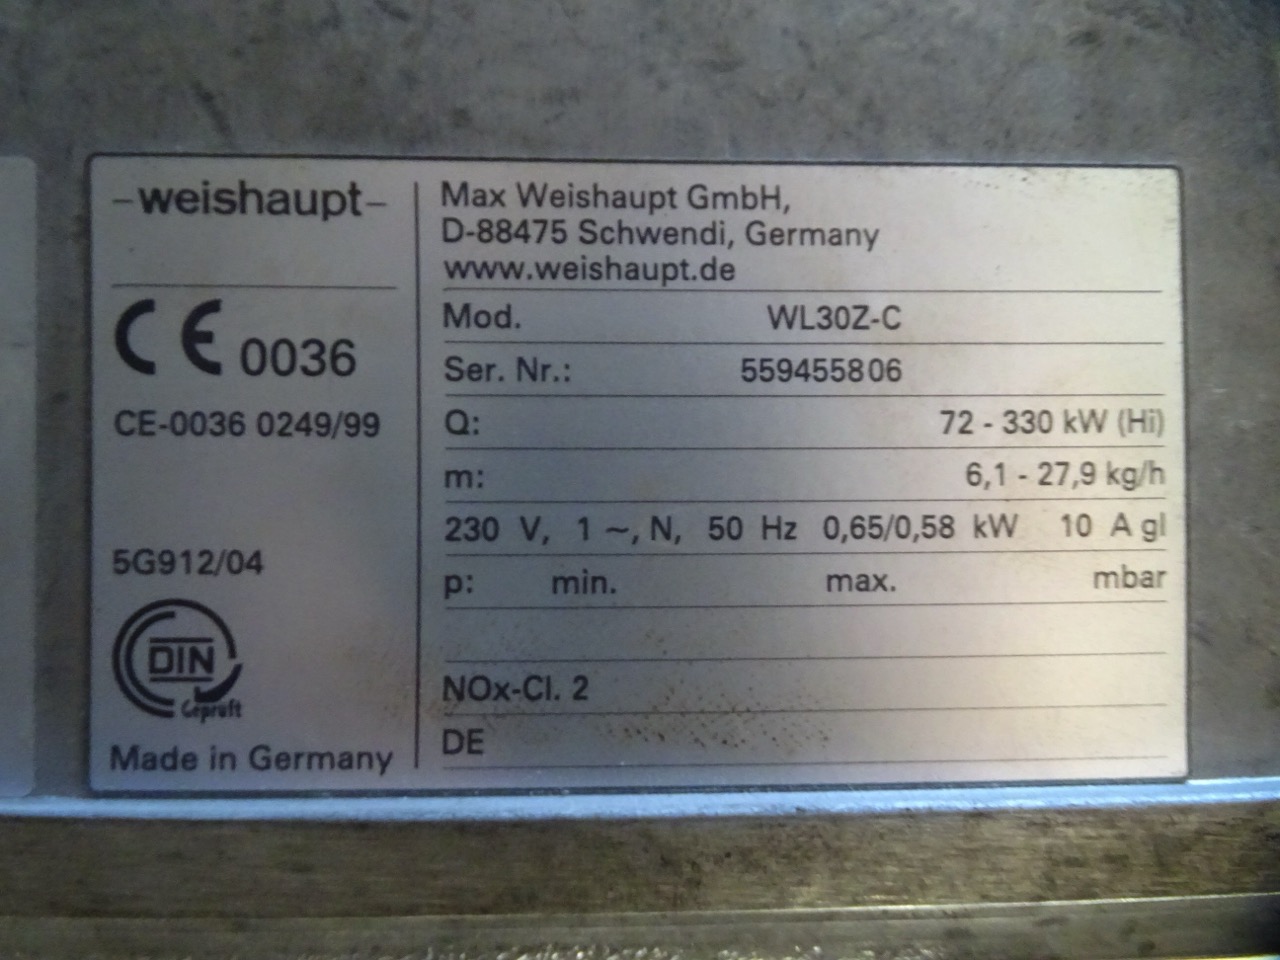 -weishaupt-
CE 0036
CE-0036 0249/99
5G912/04
DIN
Geprüft
Made in Germany
Max Weishaupt GmbH,
D-88475 Schwendi, Germany
www.weishaupt.de
Mod. WL30Z-C
Ser. Nr.: 559455806
Q: 72 - 330 kW (Hi)
m: 6,1 - 27,9 kg/h
230 V, 1 ~, N, 50 Hz 0,65/0,58 kW 10 A gl
p: min. max. mbar
NOx-Cl. 2
DE